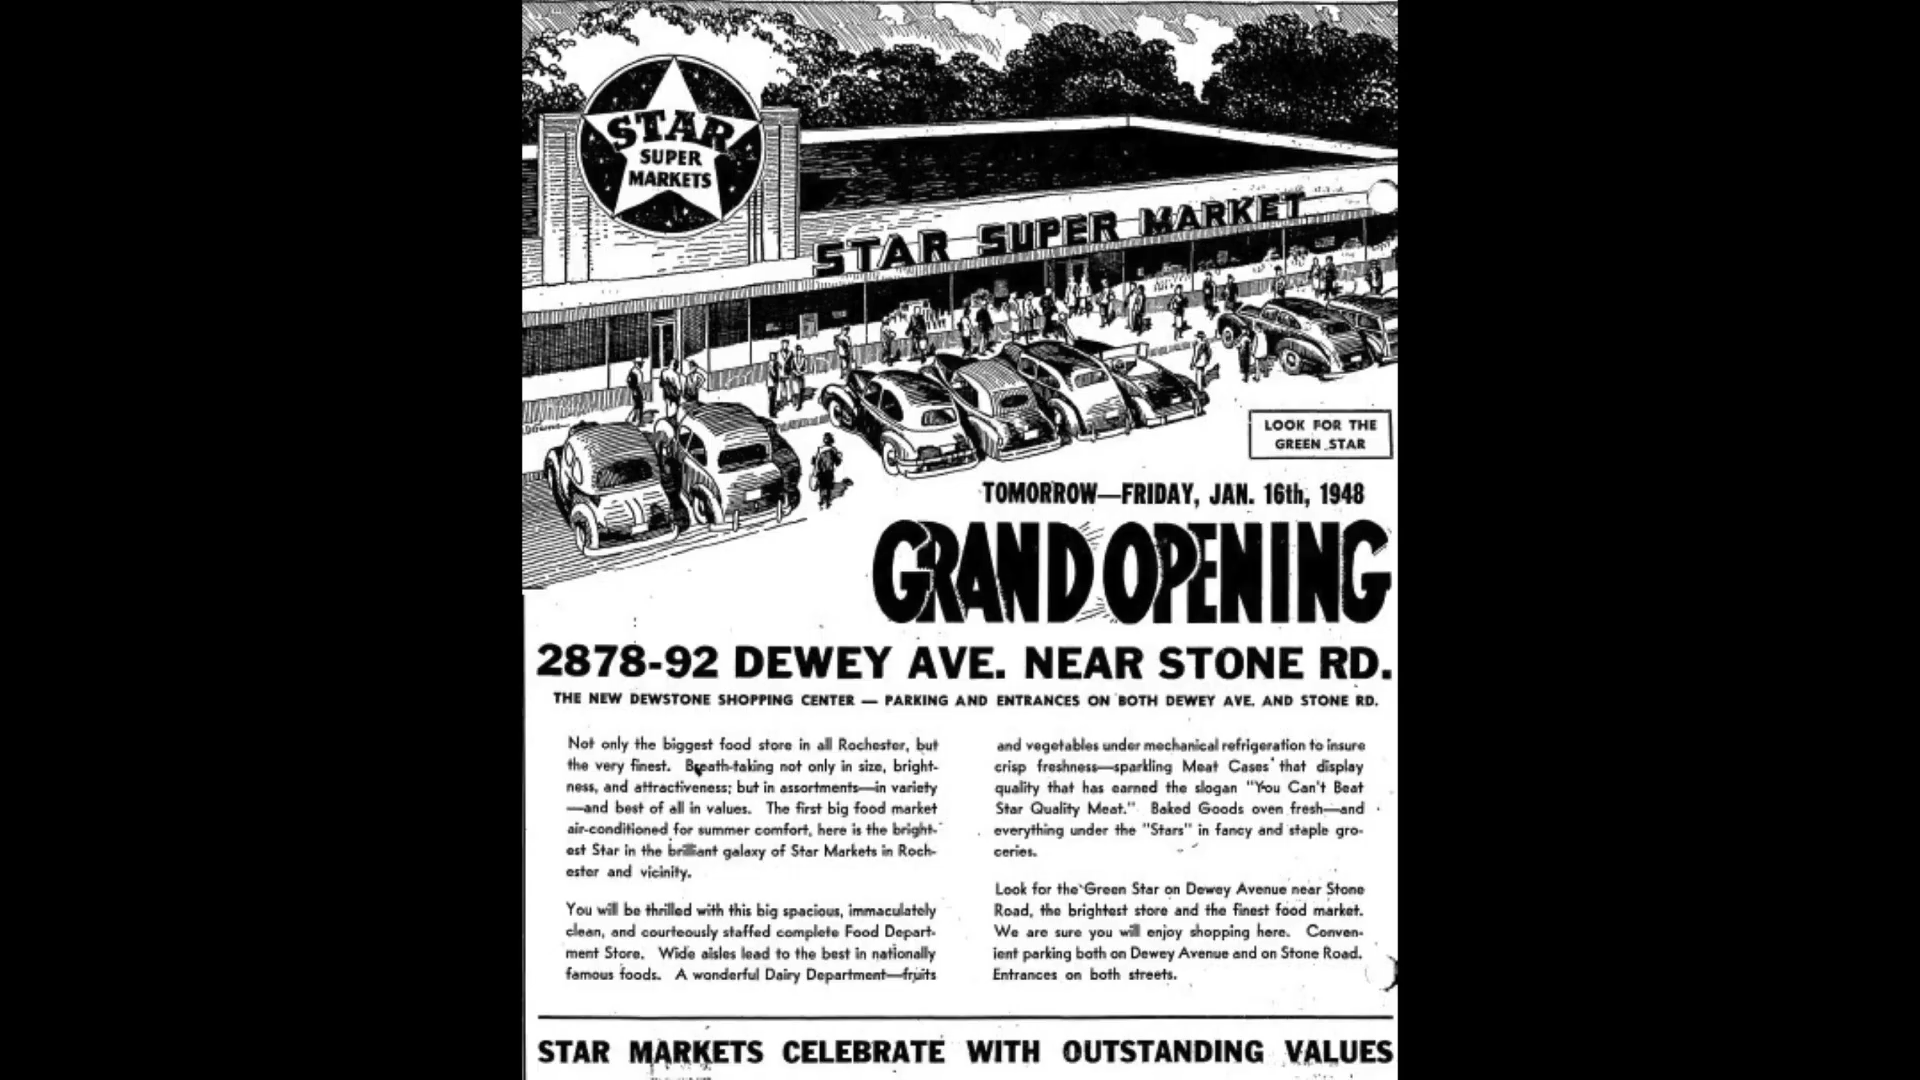 STAR
SUPER
MARKETS
STAR SUPER MARKET
LOOK FOR THE
GREEN STAR
TOMORROW—FRIDAY, JAN. 16th, 1948
GRAND OPENING
2878-92 DEWEY AVE. NEAR STONE RD.
THE NEW DEWSTONE SHOPPING CENTER — PARKING AND ENTRANCES ON BOTH DEWEY AVE. AND STONE RD.
Not only the biggest food store in all Rochester, but
the very finest. Breath-taking not only in size, bright-
ness, and attractiveness; but in assortments—in variety
—and best of all in values. The first big food market
air-conditioned for summer comfort, here is the bright-
est Star in the brilliant galaxy of Star Markets in Roch-
ester and vicinity.
You will be thrilled with this big spacious, immaculately
clean, and courteously staffed complete Food Depart-
ment Store. Wide aisles lead to the best in nationally
famous foods. A wonderful Dairy Department—fruits
and vegetables under mechanical refrigeration to insure
crisp freshness—sparkling Meat Cases that display
quality that has earned the slogan "You Can't Beat
Star Quality Meat." Baked Goods oven fresh—and
everything under the "Stars" in fancy and staple gro-
ceries.
Look for the Green Star on Dewey Avenue near Stone
Road, the brightest store and the finest food market.
We are sure you will enjoy shopping here. Conven-
ient parking both on Dewey Avenue and on Stone Road.
Entrances on both streets.
STAR MARKETS CELEBRATE WITH OUTSTANDING VALUES